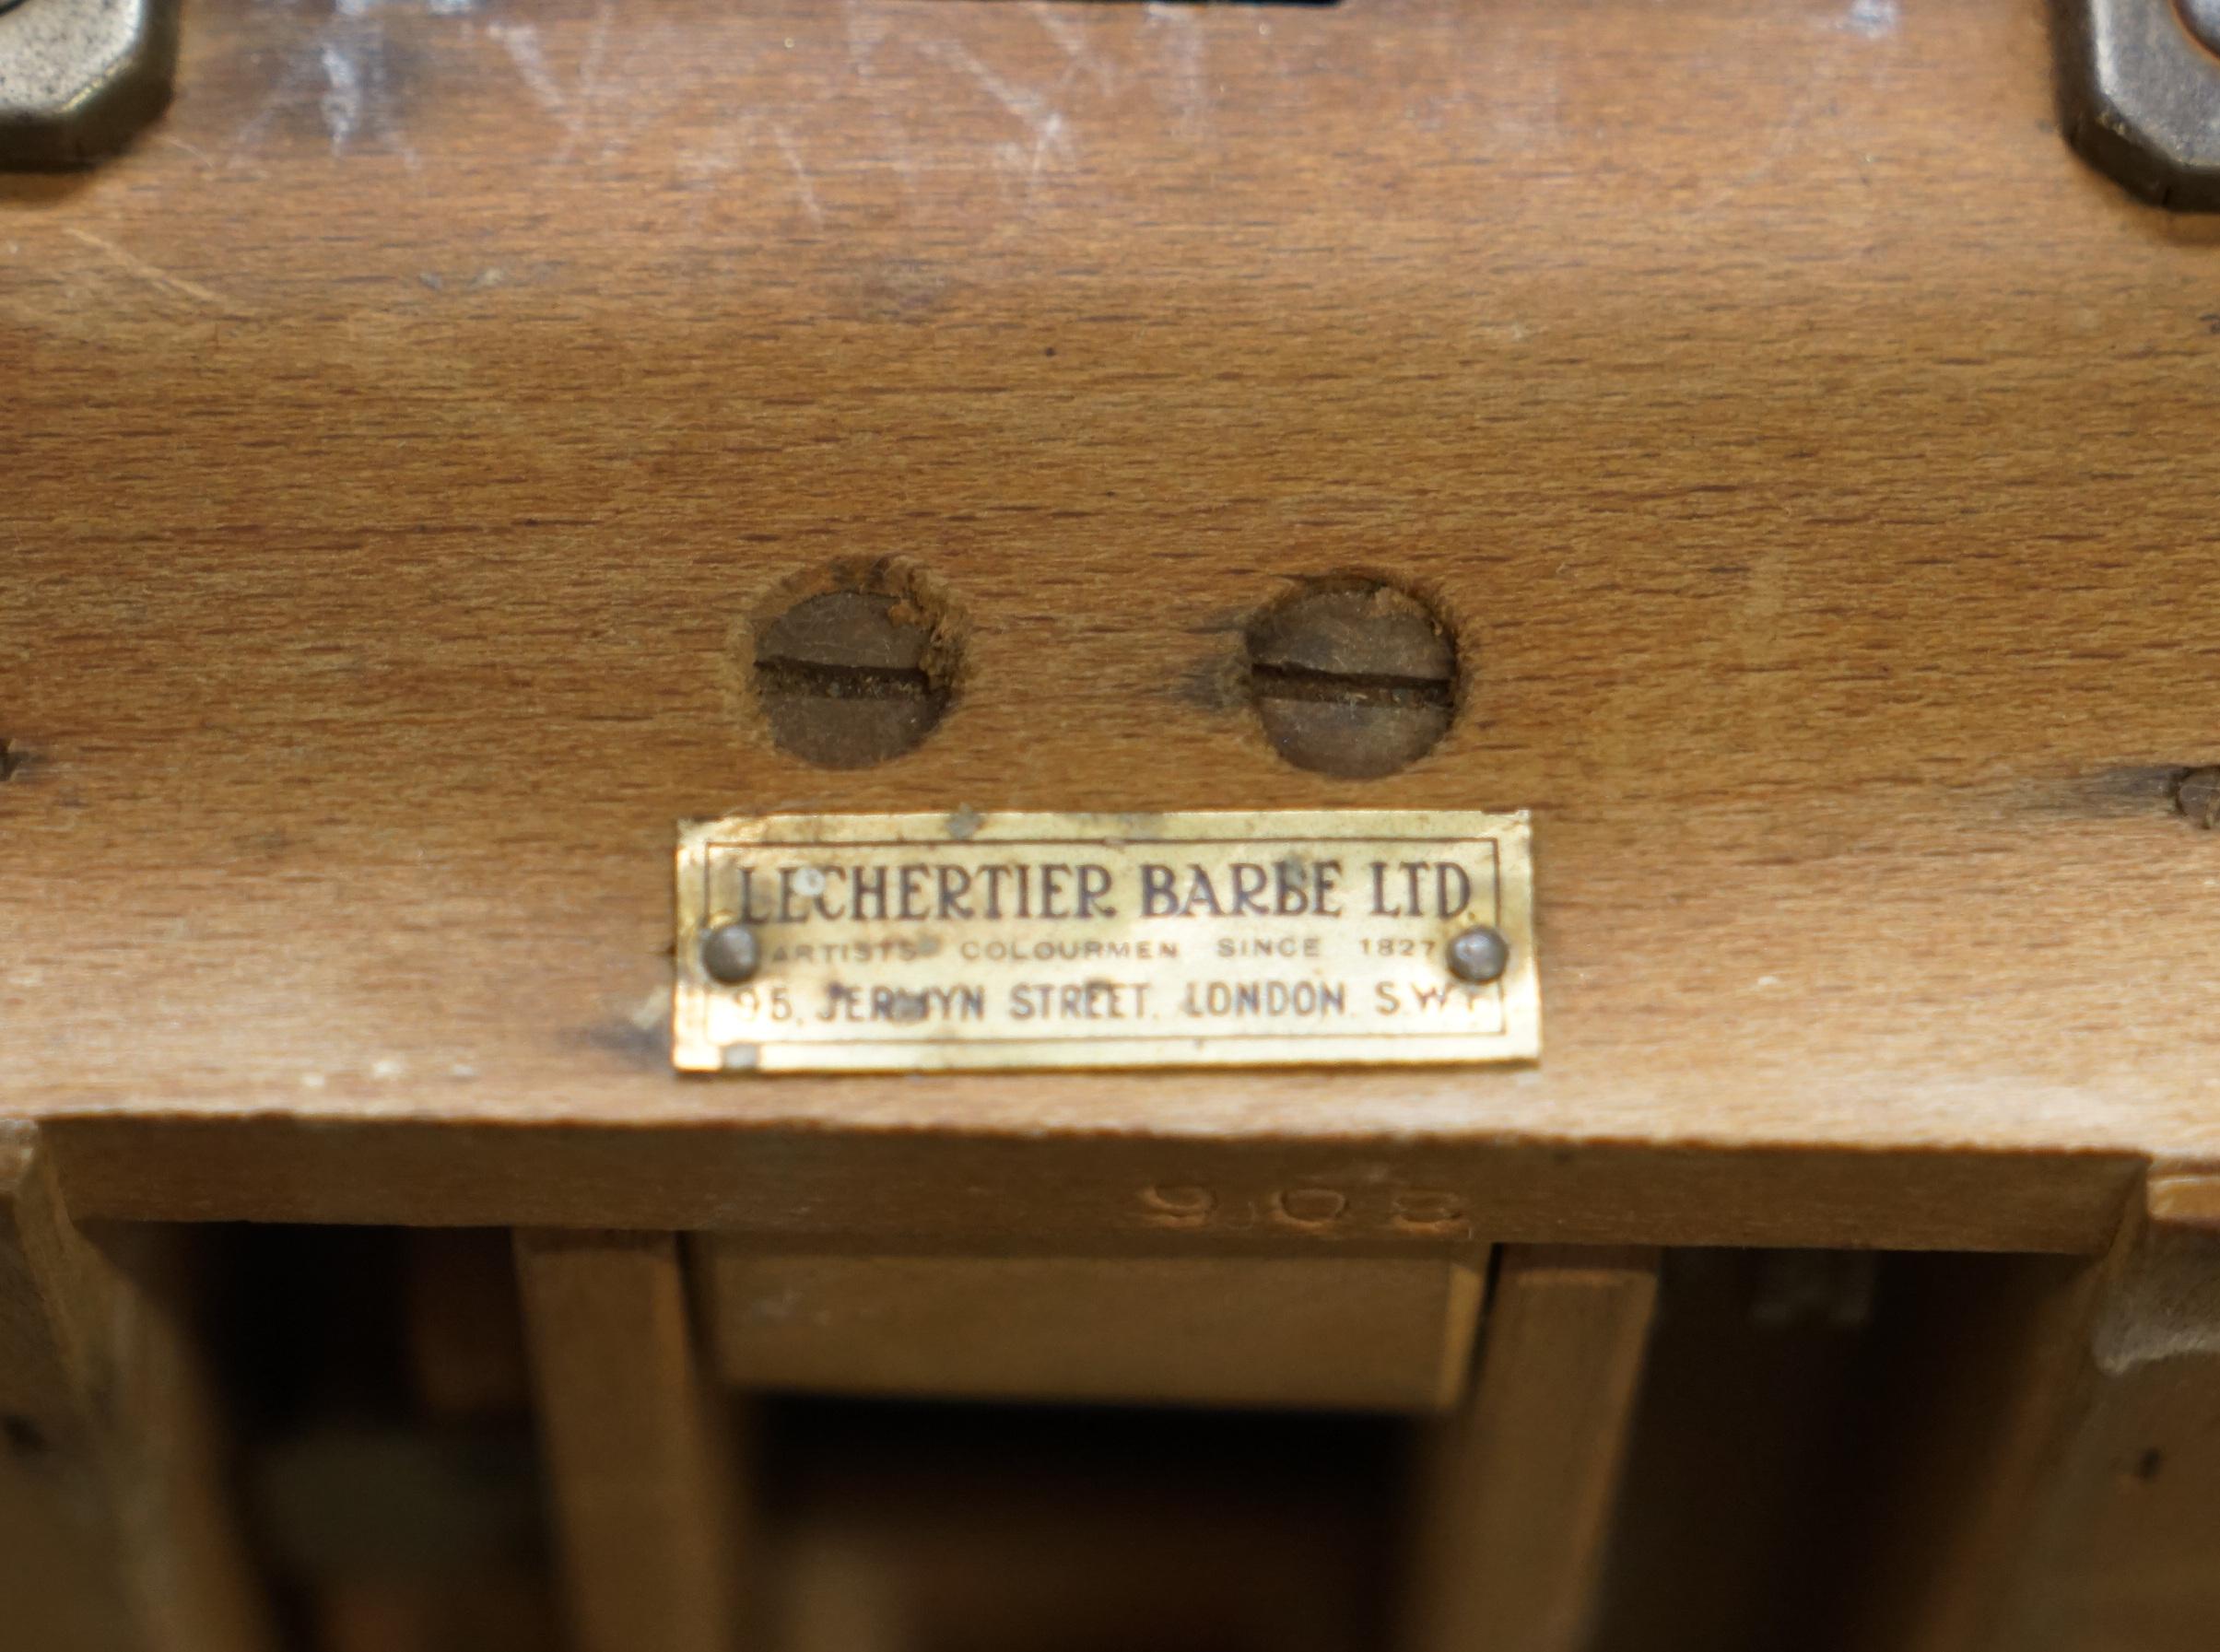 LECHERTIER BARBE LTD.
ARTISTS COLOURMEN SINCE 1827
95, JERMYN STREET. LONDON. S.W.1